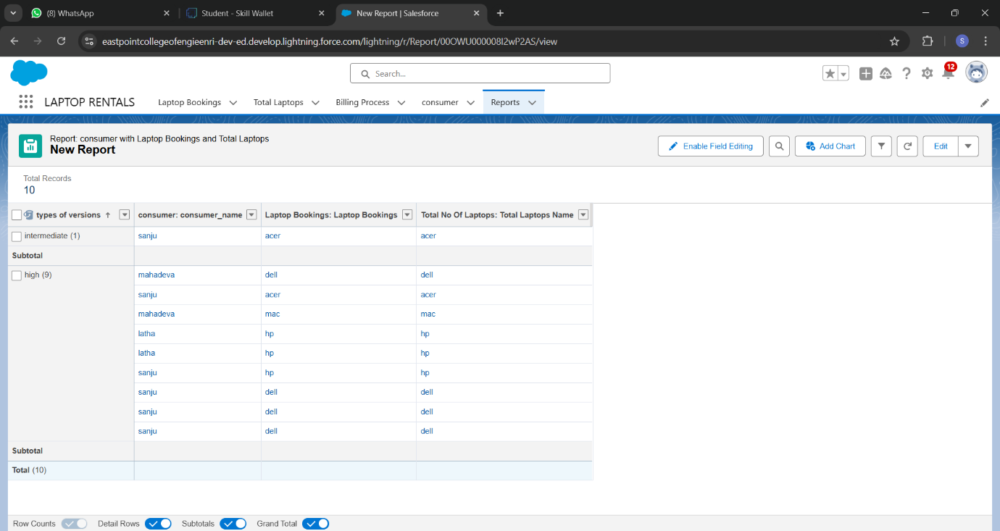 (8) WhatsApp
Student - Skill Wallet
New Report | Salesforce
eastpointcollegeofengieenri-dev-ed.develop.lightning.force.com/lightning/r/Report/00OWU000008I2wP2AS/view
S
Search...
12
LAPTOP RENTALS
Laptop Bookings
Total Laptops
Billing Process
consumer
Reports
Report: consumer with Laptop Bookings and Total Laptops
New Report
Enable Field Editing
Add Chart
Edit
Total Records
10
types of versions ↑ consumer: consumer_name Laptop Bookings: Laptop Bookings Total No Of Laptops: Total Laptops Name
intermediate (1) sanju acer acer
Subtotal
high (9) mahadeva dell dell
sanju acer acer
mahadeva mac mac
latha hp hp
latha hp hp
sanju hp hp
sanju dell dell
sanju dell dell
sanju dell dell
Subtotal
Total (10)
Row Counts Detail Rows Subtotals Grand Total